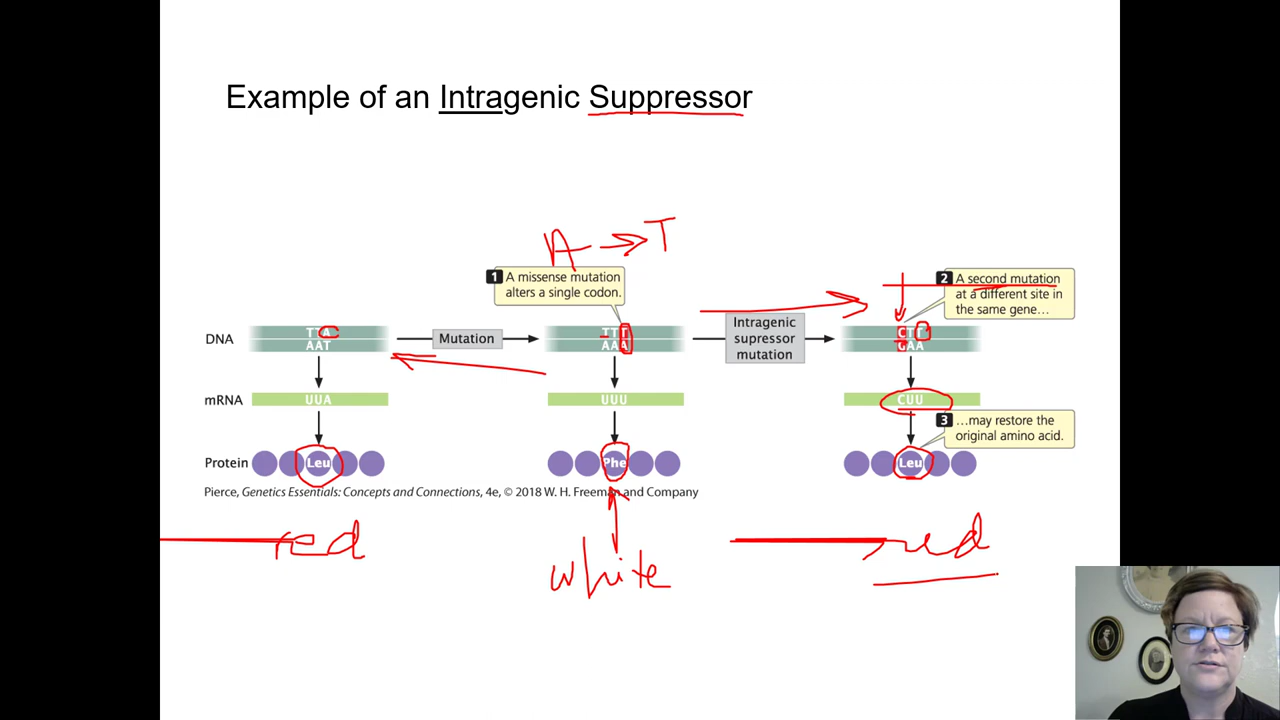 Example of an Intragenic Suppressor
A → T
1 A missense mutation
alters a single codon.
2 A second mutation
at a different site in
the same gene…
DNA
TTA
AAT
Mutation
TTT
AAA
Intragenic
supressor
mutation
CTT
GAA
mRNA
UUA
UUU
CUU
3 …may restore the
original amino acid.
Protein
Leu
Phe
Leu
Pierce, Genetics Essentials: Concepts and Connections, 4e, © 2018 W. H. Freeman and Company
red
white
red